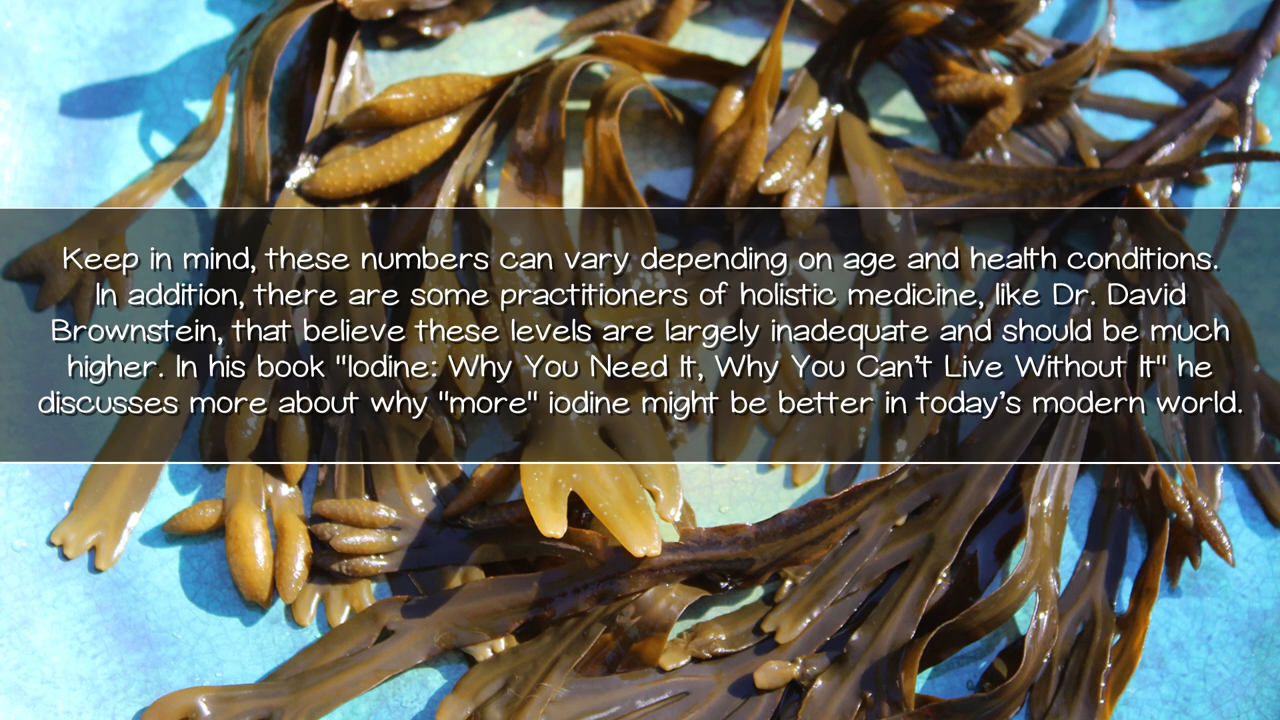 Keep in mind, these numbers can vary depending on age and health conditions.
In addition, there are some practitioners of holistic medicine, like Dr. David
Brownstein, that believe these levels are largely inadequate and should be much
higher. In his book "Iodine: Why You Need It, Why You Can't Live Without It" he
discusses more about why "more" iodine might be better in today's modern world.